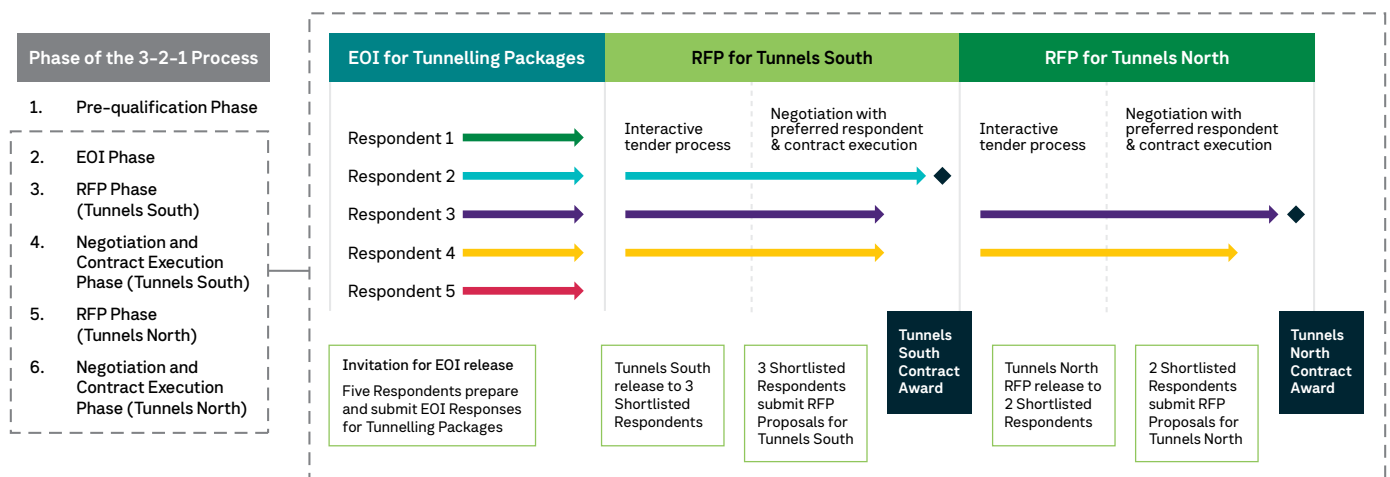 Phase of the 3-2-1 Process
1. Pre-qualification Phase
2. EOI Phase
3. RFP Phase
(Tunnels South)
4. Negotiation and
Contract Execution
Phase (Tunnels South)
5. RFP Phase
(Tunnels North)
6. Negotiation and
Contract Execution
Phase (Tunnels North)
EOI for Tunnelling Packages
RFP for Tunnels South
RFP for Tunnels North
Respondent 1
Respondent 2
Respondent 3
Respondent 4
Respondent 5
Interactive
tender process
Negotiation with
preferred respondent
& contract execution
Interactive
tender process
Negotiation with
preferred respondent
& contract execution
Invitation for EOI release
Five Respondents prepare
and submit EOI Responses
for Tunnelling Packages
Tunnels South
release to 3
Shortlisted
Respondents
3 Shortlisted
Respondents
submit RFP
Proposals for
Tunnels South
Tunnels
South
Contract
Award
Tunnels North
RFP release to
2 Shortlisted
Respondents
2 Shortlisted
Respondents
submit RFP
Proposals for
Tunnels North
Tunnels
North
Contract
Award